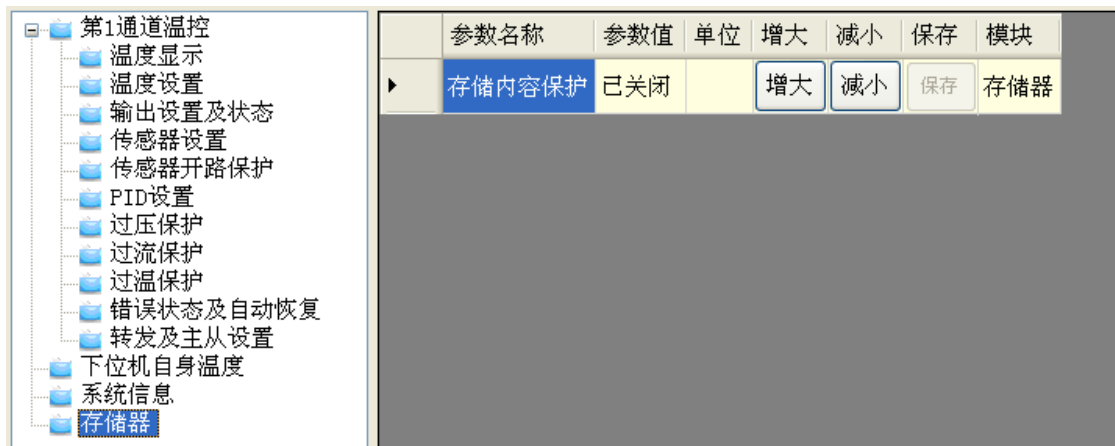 第1通道温控
温度显示
温度设置
输出设置及状态
传感器设置
传感器开路保护
PID设置
过压保护
过流保护
过温保护
错误状态及自动恢复
转发及主从设置
下位机自身温度
系统信息
存储器
参数名称 参数值 单位 增大 减小 保存 模块
存储内容保护 已关闭 增大 减小 保存 存储器